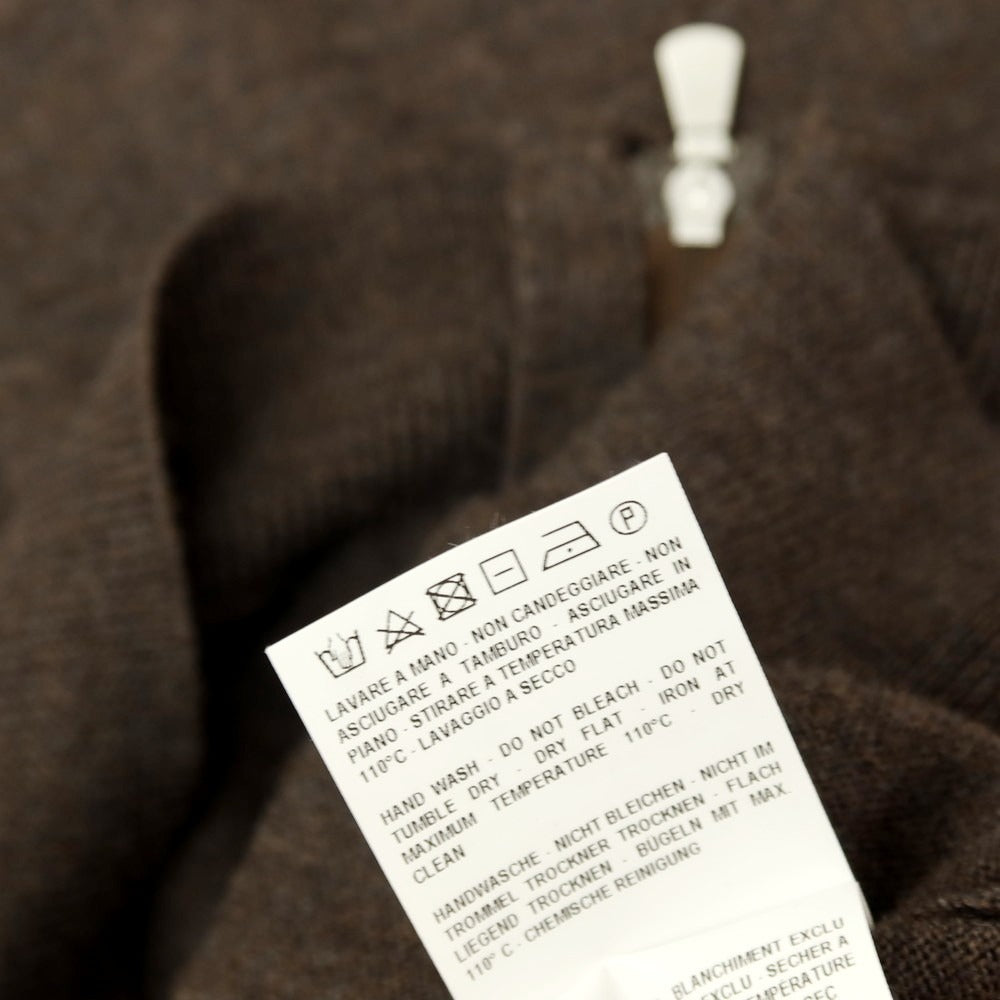 P
LAVARE A MANO - NON CANDEGGIARE - NON
ASCIUGARE A TAMBURO - ASCIUGARE IN
PIANO - STIRARE A TEMPERATURA MASSIMA
110°C - LAVAGGIO A SECCO
HAND WASH - DO NOT BLEACH - DO NOT
TUMBLE DRY - DRY FLAT - IRON AT
MAXIMUM TEMPERATURE 110°C - DRY
CLEAN
HANDWASCHE - NICHT BLEICHEN - NICHT IM
TROMMEL TROCKNER TROCKNEN - FLACH
LIEGEND TROCKNEN - BÜGELN MIT MAX.
110° C - CHEMISCHE REINIGUNG
BLANCHIMENT EXCLU
EXCLU - SECHER A